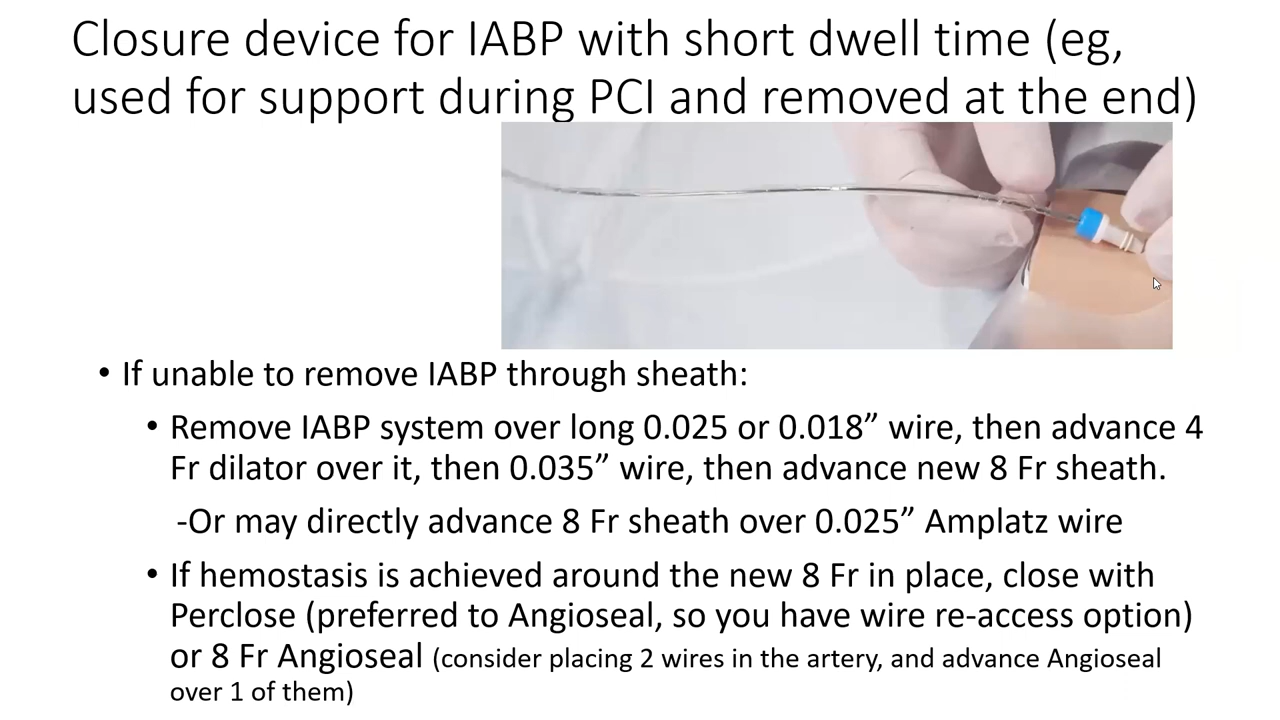 Closure device for IABP with short dwell time (eg,
used for support during PCI and removed at the end)
• If unable to remove IABP through sheath:
• Remove IABP system over long 0.025 or 0.018” wire, then advance 4
Fr dilator over it, then 0.035” wire, then advance new 8 Fr sheath.
-Or may directly advance 8 Fr sheath over 0.025” Amplatz wire
• If hemostasis is achieved around the new 8 Fr in place, close with
Perclose (preferred to Angioseal, so you have wire re-access option)
or 8 Fr Angioseal (consider placing 2 wires in the artery, and advance Angioseal
over 1 of them)